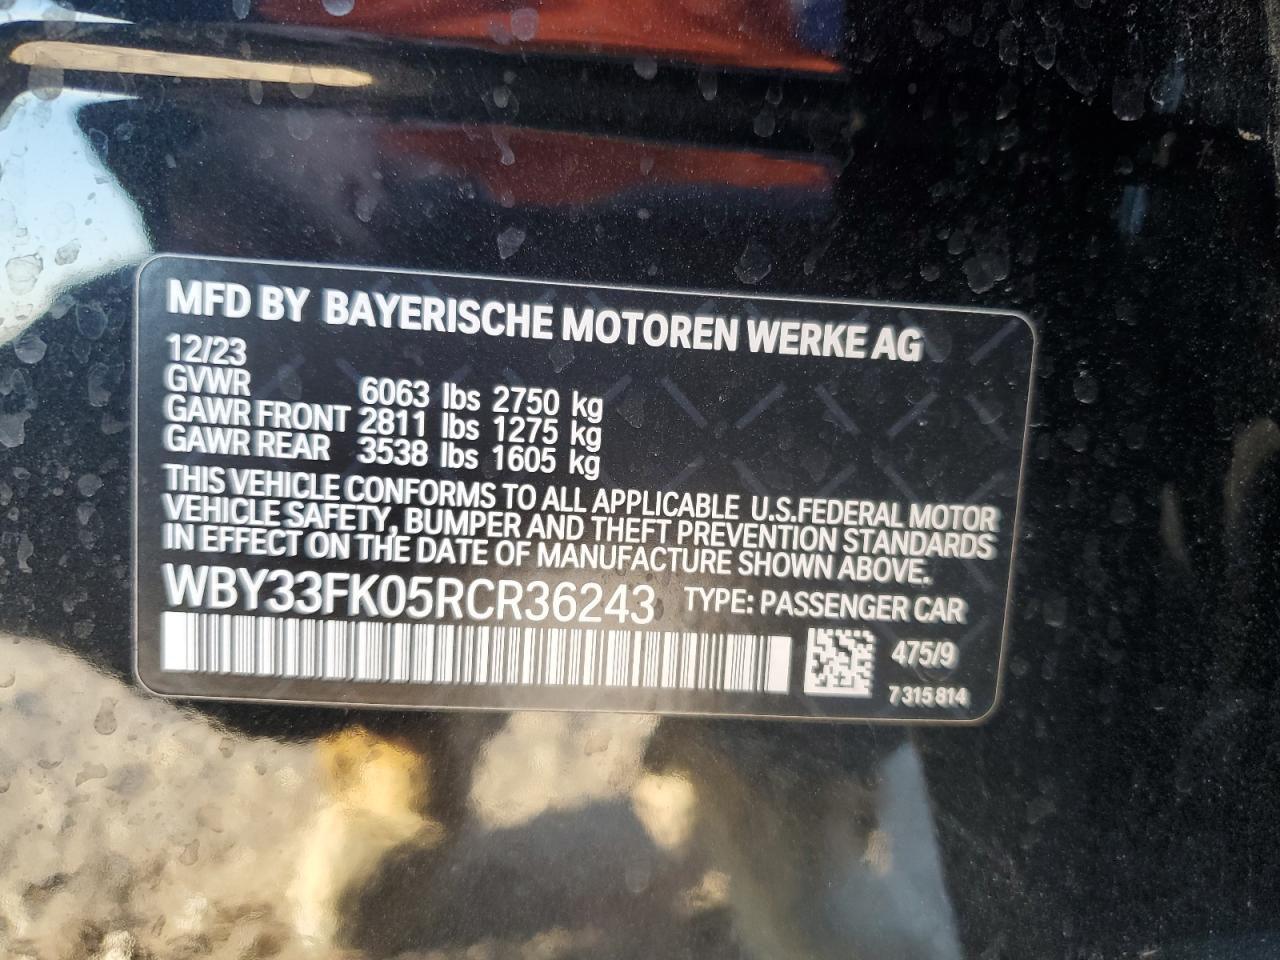 MFD BY BAYERISCHE MOTOREN WERKE AG
12/23
GVWR 6063 lbs 2750 kg
GAWR FRONT 2811 lbs 1275 kg
GAWR REAR 3538 lbs 1605 kg
THIS VEHICLE CONFORMS TO ALL APPLICABLE U.S.FEDERAL MOTOR
VEHICLE SAFETY, BUMPER AND THEFT PREVENTION STANDARDS
IN EFFECT ON THE DATE OF MANUFACTURE SHOWN ABOVE.
WBY33FK05RCR36243 TYPE: PASSENGER CAR
475/9
7 315 814